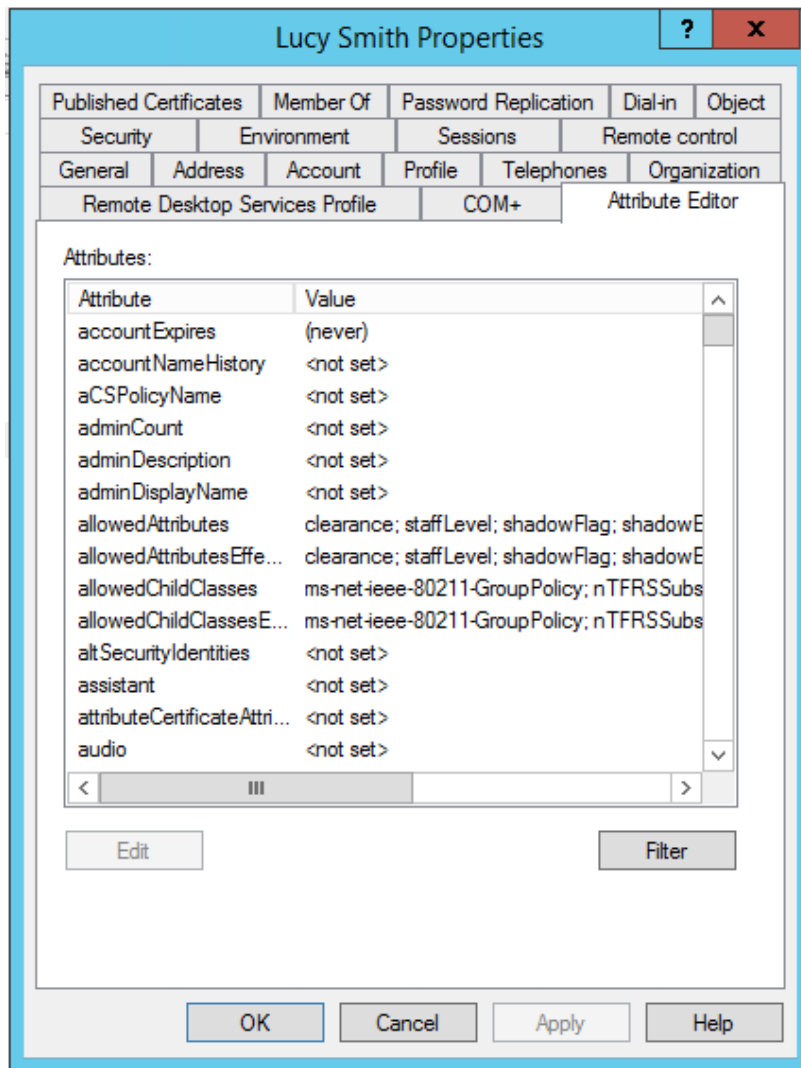 Lucy Smith Properties
? x
Published Certificates Member Of Password Replication Dial-in Object
Security Environment Sessions Remote control
General Address Account Profile Telephones Organization
Remote Desktop Services Profile COM+ Attribute Editor
Attributes:
Attribute Value
accountExpires (never)
accountNameHistory <not set>
aCSPolicyName <not set>
adminCount <not set>
adminDescription <not set>
adminDisplayName <not set>
allowedAttributes clearance; staffLevel; shadowFlag; shadowE
allowedAttributesEffe... clearance; staffLevel; shadowFlag; shadowE
allowedChildClasses ms-net-ieee-80211-GroupPolicy; nTFRSSubs
allowedChildClassesE... ms-net-ieee-80211-GroupPolicy; nTFRSSubs
altSecurityIdentities <not set>
assistant <not set>
attributeCertificateAttri... <not set>
audio <not set>
Edit Filter
OK Cancel Apply Help